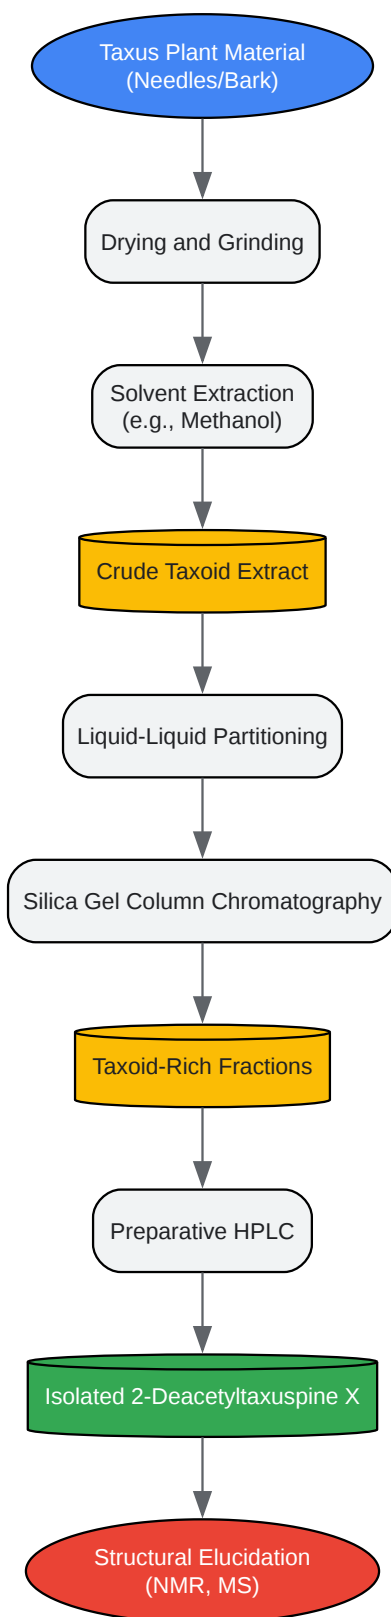 Taxus Plant Material
(Needles/Bark)
Drying and Grinding
Solvent Extraction
(e.g., Methanol)
Crude Taxoid Extract
Liquid-Liquid Partitioning
Silica Gel Column Chromatography
Taxoid-Rich Fractions
Preparative HPLC
Isolated 2-Deacetyltaxuspine X
Structural Elucidation
(NMR, MS)